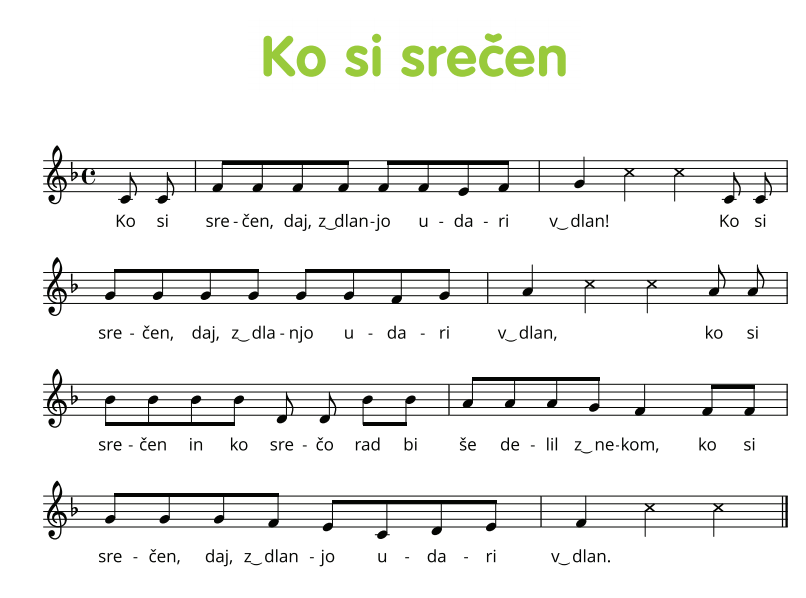 Ko si srečen
Ko si sre - čen, daj, z‿dlan-jo u - da - ri v‿dlan! Ko si
sre - čen, daj, z‿dla - njo u - da - ri v‿dlan, ko si
sre - čen in ko sre - čo rad bi še de - lil z‿ne-kom, ko si
sre - čen, daj, z‿dlan - jo u - da - ri v‿dlan.